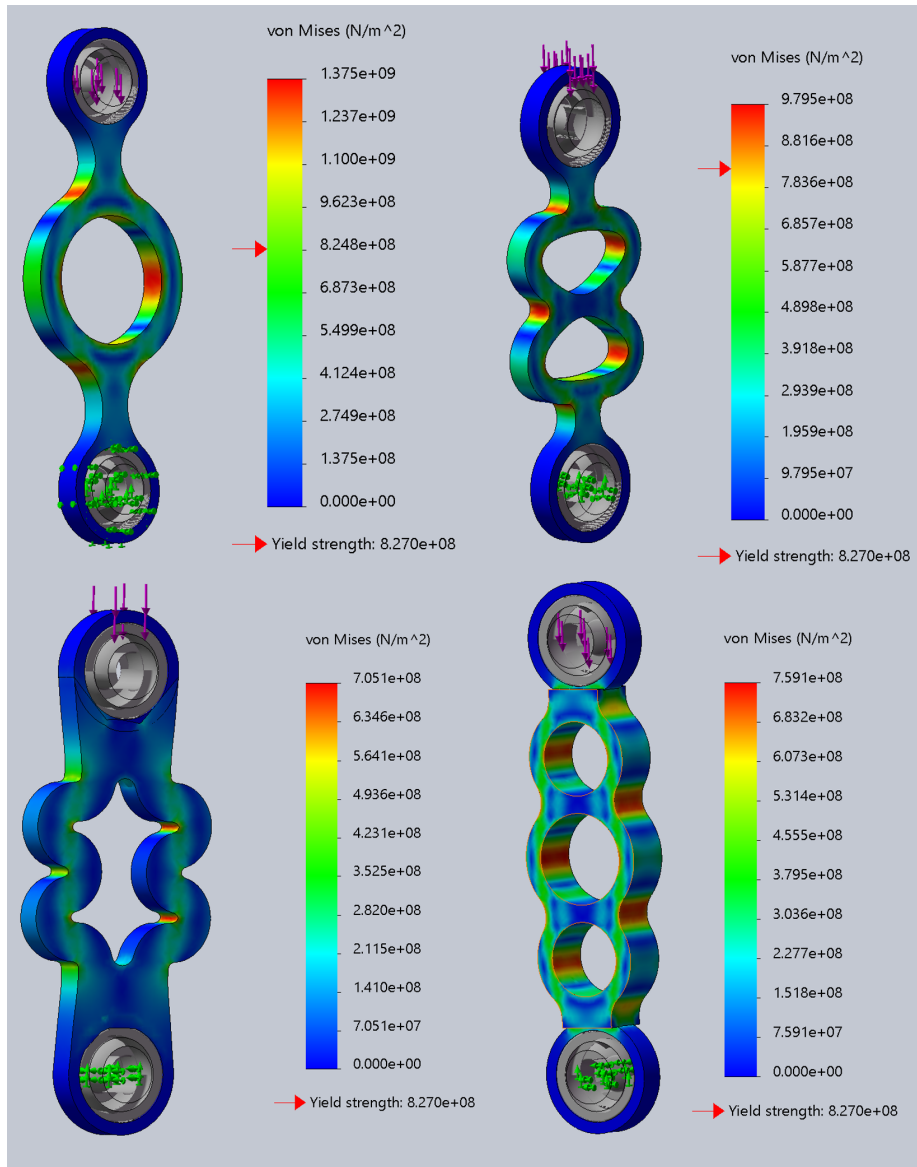 von Mises (N/m^2)
1.375e+09
1.237e+09
1.100e+09
9.623e+08
8.248e+08
6.873e+08
5.499e+08
4.124e+08
2.749e+08
1.375e+08
0.000e+00
Yield strength: 8.270e+08
von Mises (N/m^2)
9.795e+08
8.816e+08
7.836e+08
6.857e+08
5.877e+08
4.898e+08
3.918e+08
2.939e+08
1.959e+08
9.795e+07
0.000e+00
Yield strength: 8.270e+08
von Mises (N/m^2)
7.051e+08
6.346e+08
5.641e+08
4.936e+08
4.231e+08
3.525e+08
2.820e+08
2.115e+08
1.410e+08
7.051e+07
0.000e+00
Yield strength: 8.270e+08
von Mises (N/m^2)
7.591e+08
6.832e+08
6.073e+08
5.314e+08
4.555e+08
3.795e+08
3.036e+08
2.277e+08
1.518e+08
7.591e+07
0.000e+00
Yield strength: 8.270e+08